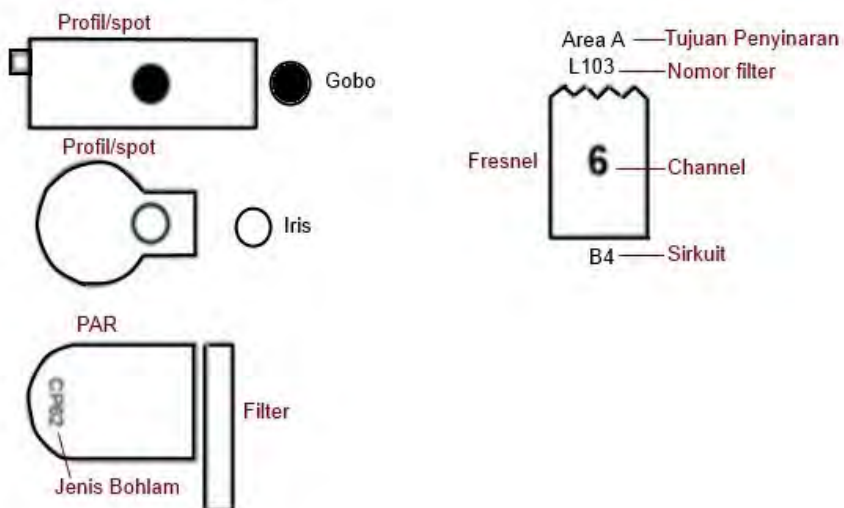 Profil/spot
Gobo
Profil/spot
Iris
PAR
CP62
Filter
Jenis Bohlam
Area A
Tujuan Penyinaran
L103
Nomor filter
Fresnel
6
Channel
B4
Sirkuit